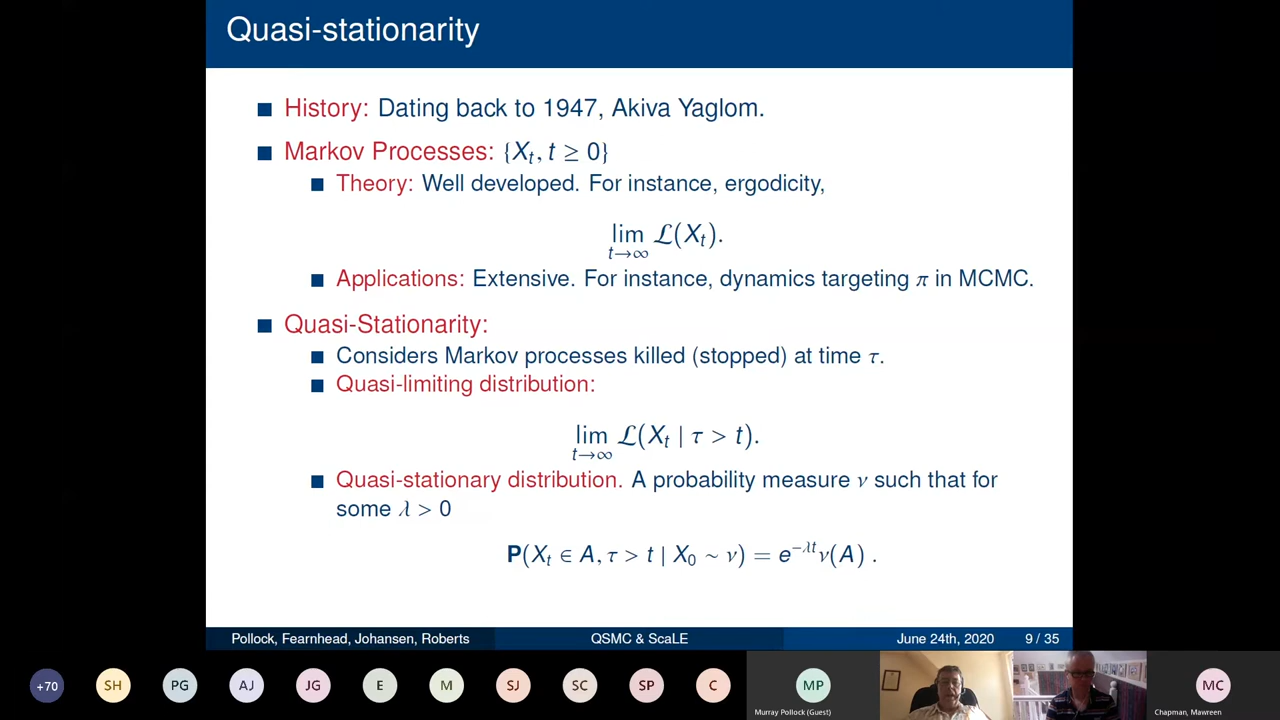 Quasi-stationarity
History: Dating back to 1947, Akiva Yaglom.
Markov Processes: {X_t, t ≥ 0}
Theory: Well developed. For instance, ergodicity,
lim_{t→∞} ℒ(X_t).
Applications: Extensive. For instance, dynamics targeting π in MCMC.
Quasi-Stationarity:
Considers Markov processes killed (stopped) at time τ.
Quasi-limiting distribution:
lim_{t→∞} ℒ(X_t | τ > t).
Quasi-stationary distribution. A probability measure ν such that for
some λ > 0
P(X_t ∈ A, τ > t | X_0 ~ ν) = e^{−λt}ν(A) .
Pollock, Fearnhead, Johansen, Roberts QSMC & ScaLE June 24th, 2020 9 / 35
+70 SH PG AJ JG E M SJ SC SP C MP MC
Murray Pollock (Guest) Chapman, Mawreen